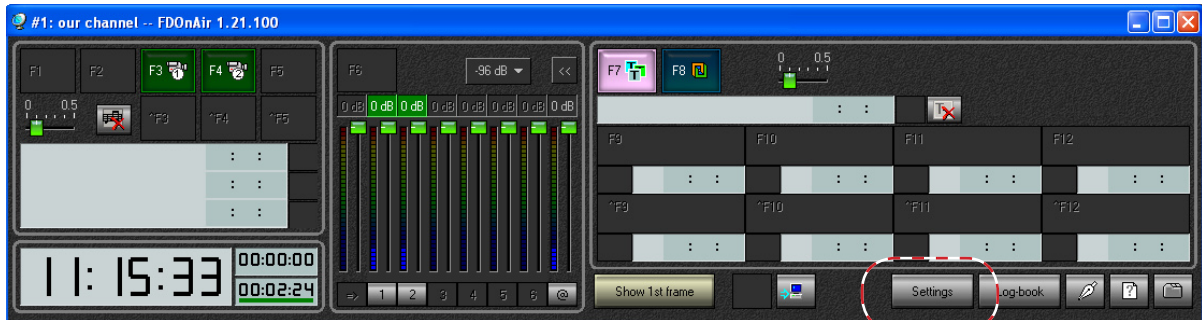 #1: our channel -- FDOnAir 1.21.100
F1 F2 F3 1 F4 2 F5
0 0.5
^F3 ^F4 ^F5
: :
: :
: :
11:15:33
00:00:00
00:02:24
F6 -96 dB <<
0 dB 0 dB 0 dB 0 dB 0 dB 0 dB 0 dB 0 dB
=> 1 2 3 4 5 6 @
F7 T T F8
0 0.5
: : T
F9 F10 F11 F12
: : : : : : : :
^F9 ^F10 ^F11 ^F12
: : : : : : : :
Show 1st frame Settings Log-book ?